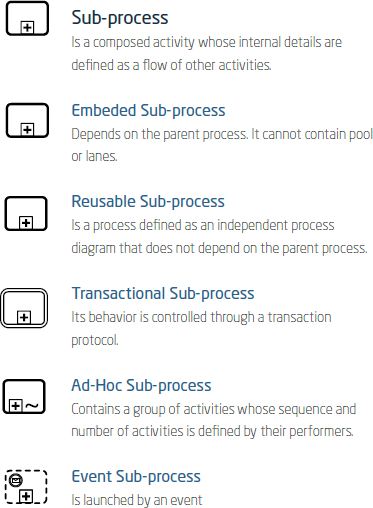 Sub-process
Is a composed activity whose internal details are
defined as a flow of other activities.
Embeded Sub-process
Depends on the parent process. It cannot contain pool
or lanes.
Reusable Sub-process
Is a process defined as an independent process
diagram that does not depend on the parent process.
Transactional Sub-process
Its behavior is controlled through a transaction
protocol.
Ad-Hoc Sub-process
Contains a group of activities whose sequence and
number of activities is defined by their performers.
Event Sub-process
Is launched by an event